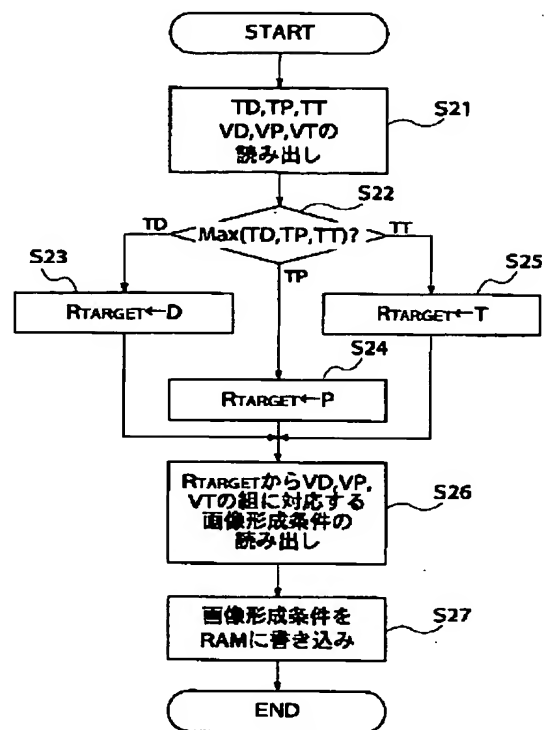 START
TD,TP,TT
VD,VP,VTの
読み出し
S21
S22
Max(TD,TP,TT)?
TD
TT
TP
S23
RTARGET←D
S25
RTARGET←T
S24
RTARGET←P
RTARGETからVD,VP,
VTの組に対応する
画像形成条件の
読み出し
S26
画像形成条件を
RAMに書き込み
S27
END